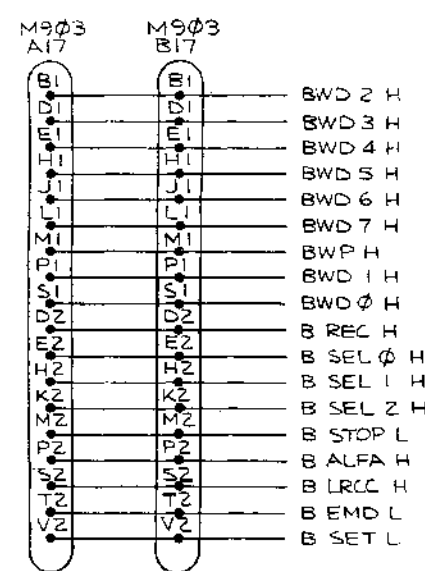 M9Ø3 M9Ø3
A17 B17
B1 B1 BWD 2 H
D1 D1 BWD 3 H
E1 E1 BWD 4 H
H1 H1 BWD 5 H
J1 J1 BWD 6 H
L1 L1 BWD 7 H
M1 M1 BWP H
P1 P1 BWD 1 H
S1 S1 BWD Ø H
D2 D2 B REC H
E2 E2 B SEL Ø H
H2 H2 B SEL 1 H
K2 K2 B SEL 2 H
M2 M2 B STOP L
P2 P2 B ALFA H
S2 S2 B LRCC H
T2 T2 B EMD L
V2 V2 B SET L